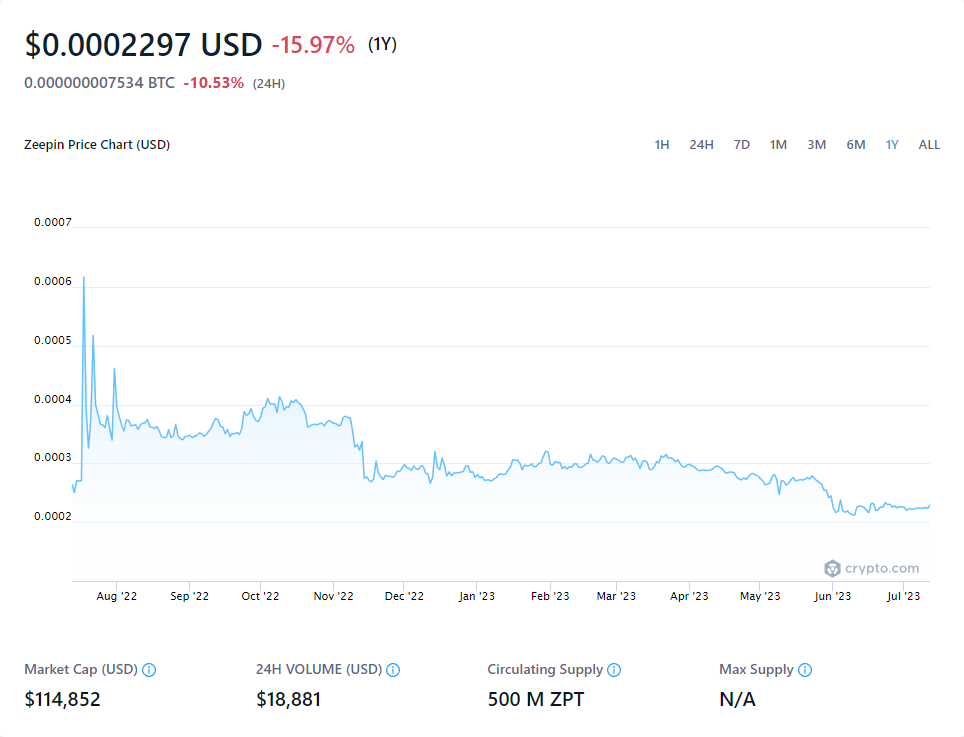 $0.0002297 USD -15.97% (1Y)
0.000000007534 BTC -10.53% (24H)
Zeepin Price Chart (USD) 1H 24H 7D 1M 3M 6M 1Y ALL
0.0007
0.0006
0.0005
0.0004
0.0003
0.0002
crypto.com
Aug '22 Sep '22 Oct '22 Nov '22 Dec '22 Jan '23 Feb '23 Mar '23 Apr '23 May '23 Jun '23 Jul '23
Market Cap (USD) 24H VOLUME (USD) Circulating Supply Max Supply
$114,852 $18,881 500 M ZPT N/A